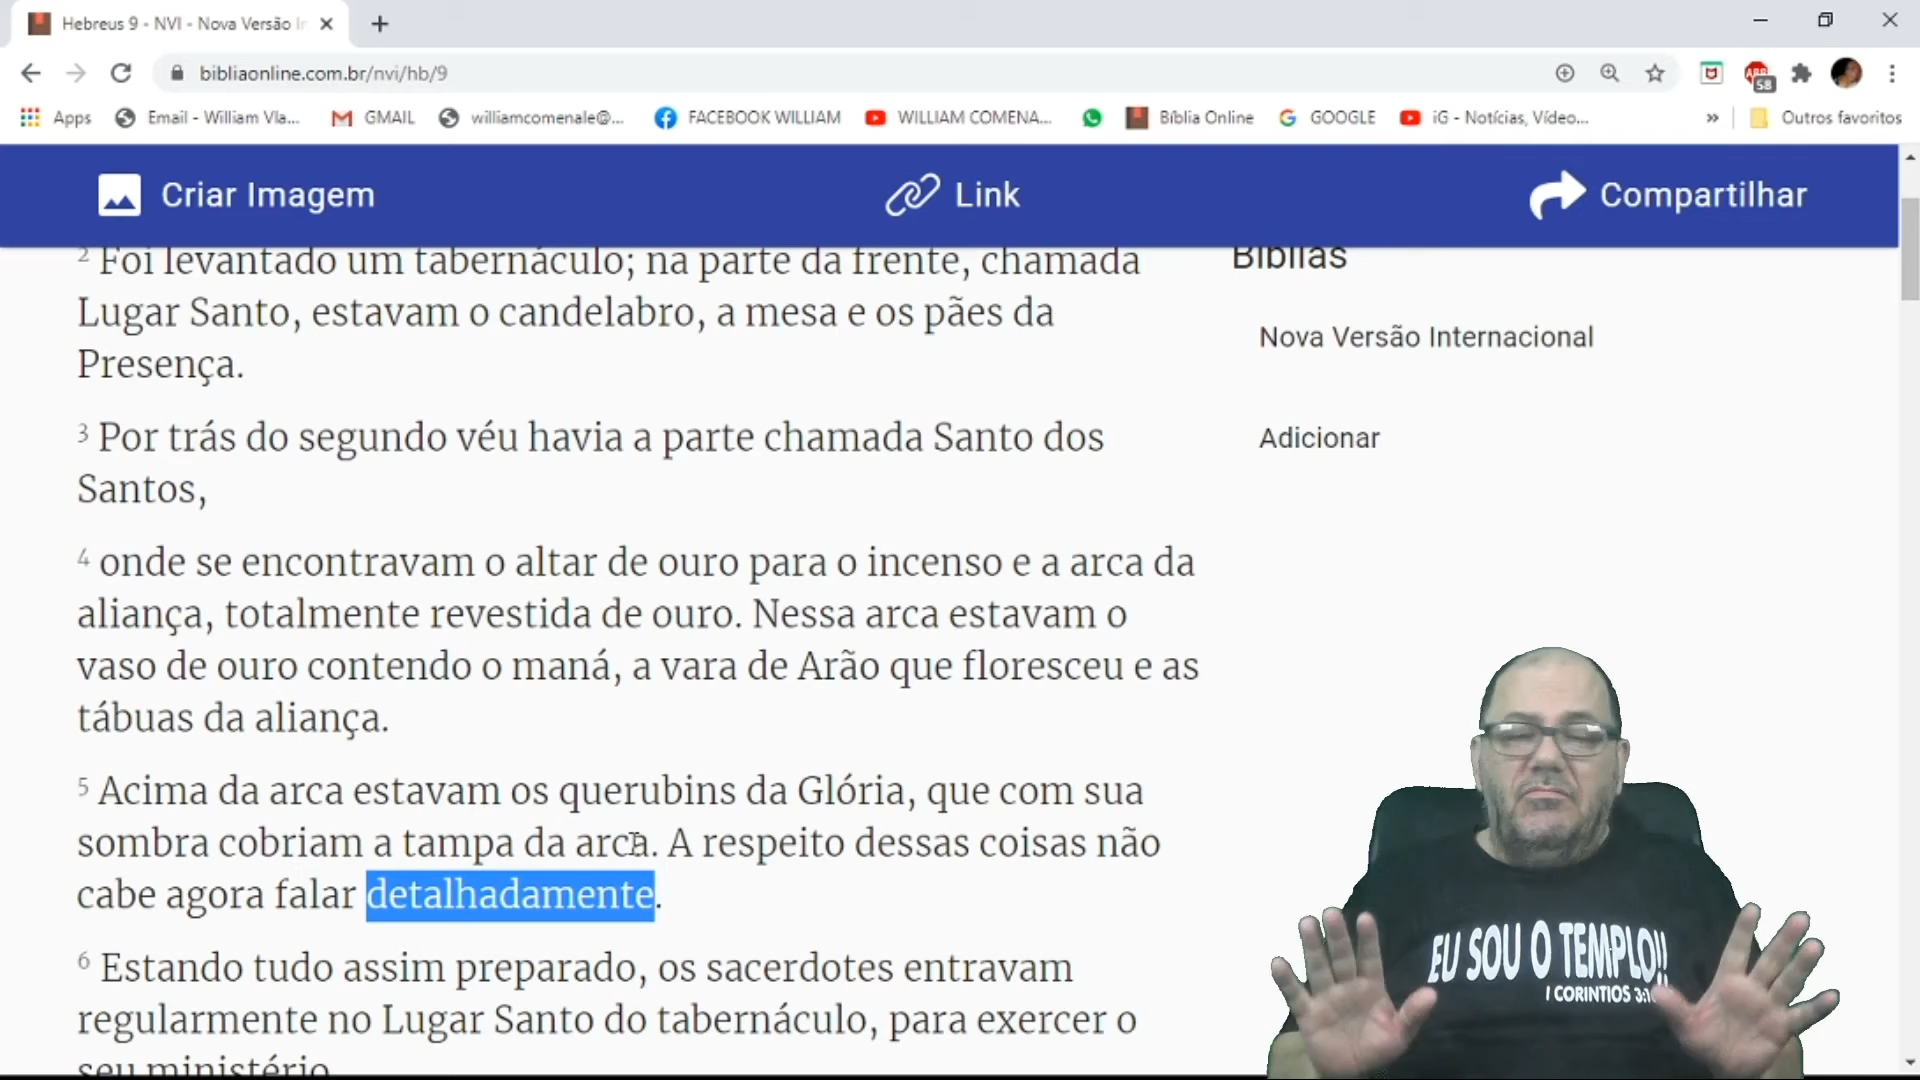 Hebreus 9 - NVI - Nova Versão In
bibliaonline.com.br/nvi/hb/9
58
Apps
Email - William Vla...
GMAIL
williamcomenale@...
FACEBOOK WILLIAM
WILLIAM COMENA...
Bíblia Online
GOOGLE
iG - Notícias, Vídeo...
»
Outros favoritos
Criar Imagem
Link
Compartilhar
2 Foi levantado um tabernáculo; na parte da frente, chamada
Lugar Santo, estavam o candelabro, a mesa e os pães da
Presença.
3 Por trás do segundo véu havia a parte chamada Santo dos
Santos,
4 onde se encontravam o altar de ouro para o incenso e a arca da
aliança, totalmente revestida de ouro. Nessa arca estavam o
vaso de ouro contendo o maná, a vara de Arão que floresceu e as
tábuas da aliança.
5 Acima da arca estavam os querubins da Glória, que com sua
sombra cobriam a tampa da arca. A respeito dessas coisas não
cabe agora falar detalhadamente.
6 Estando tudo assim preparado, os sacerdotes entravam
regularmente no Lugar Santo do tabernáculo, para exercer o
seu ministério
Bíblias
Nova Versão Internacional
Adicionar
EU SOU O TEMPLO!!
I CORINTIOS 3:1